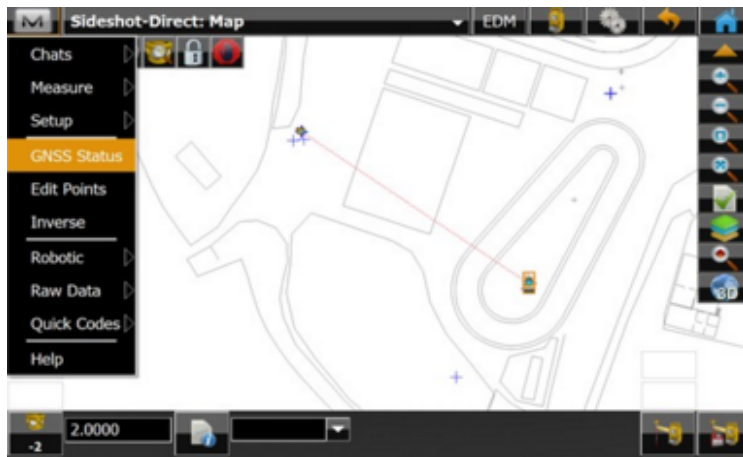 Sideshot-Direct: Map
EDM
Chats
Measure
Setup
GNSS Status
Edit Points
Inverse
Robotic
Raw Data
Quick Codes
Help
3D
-2
2.0000